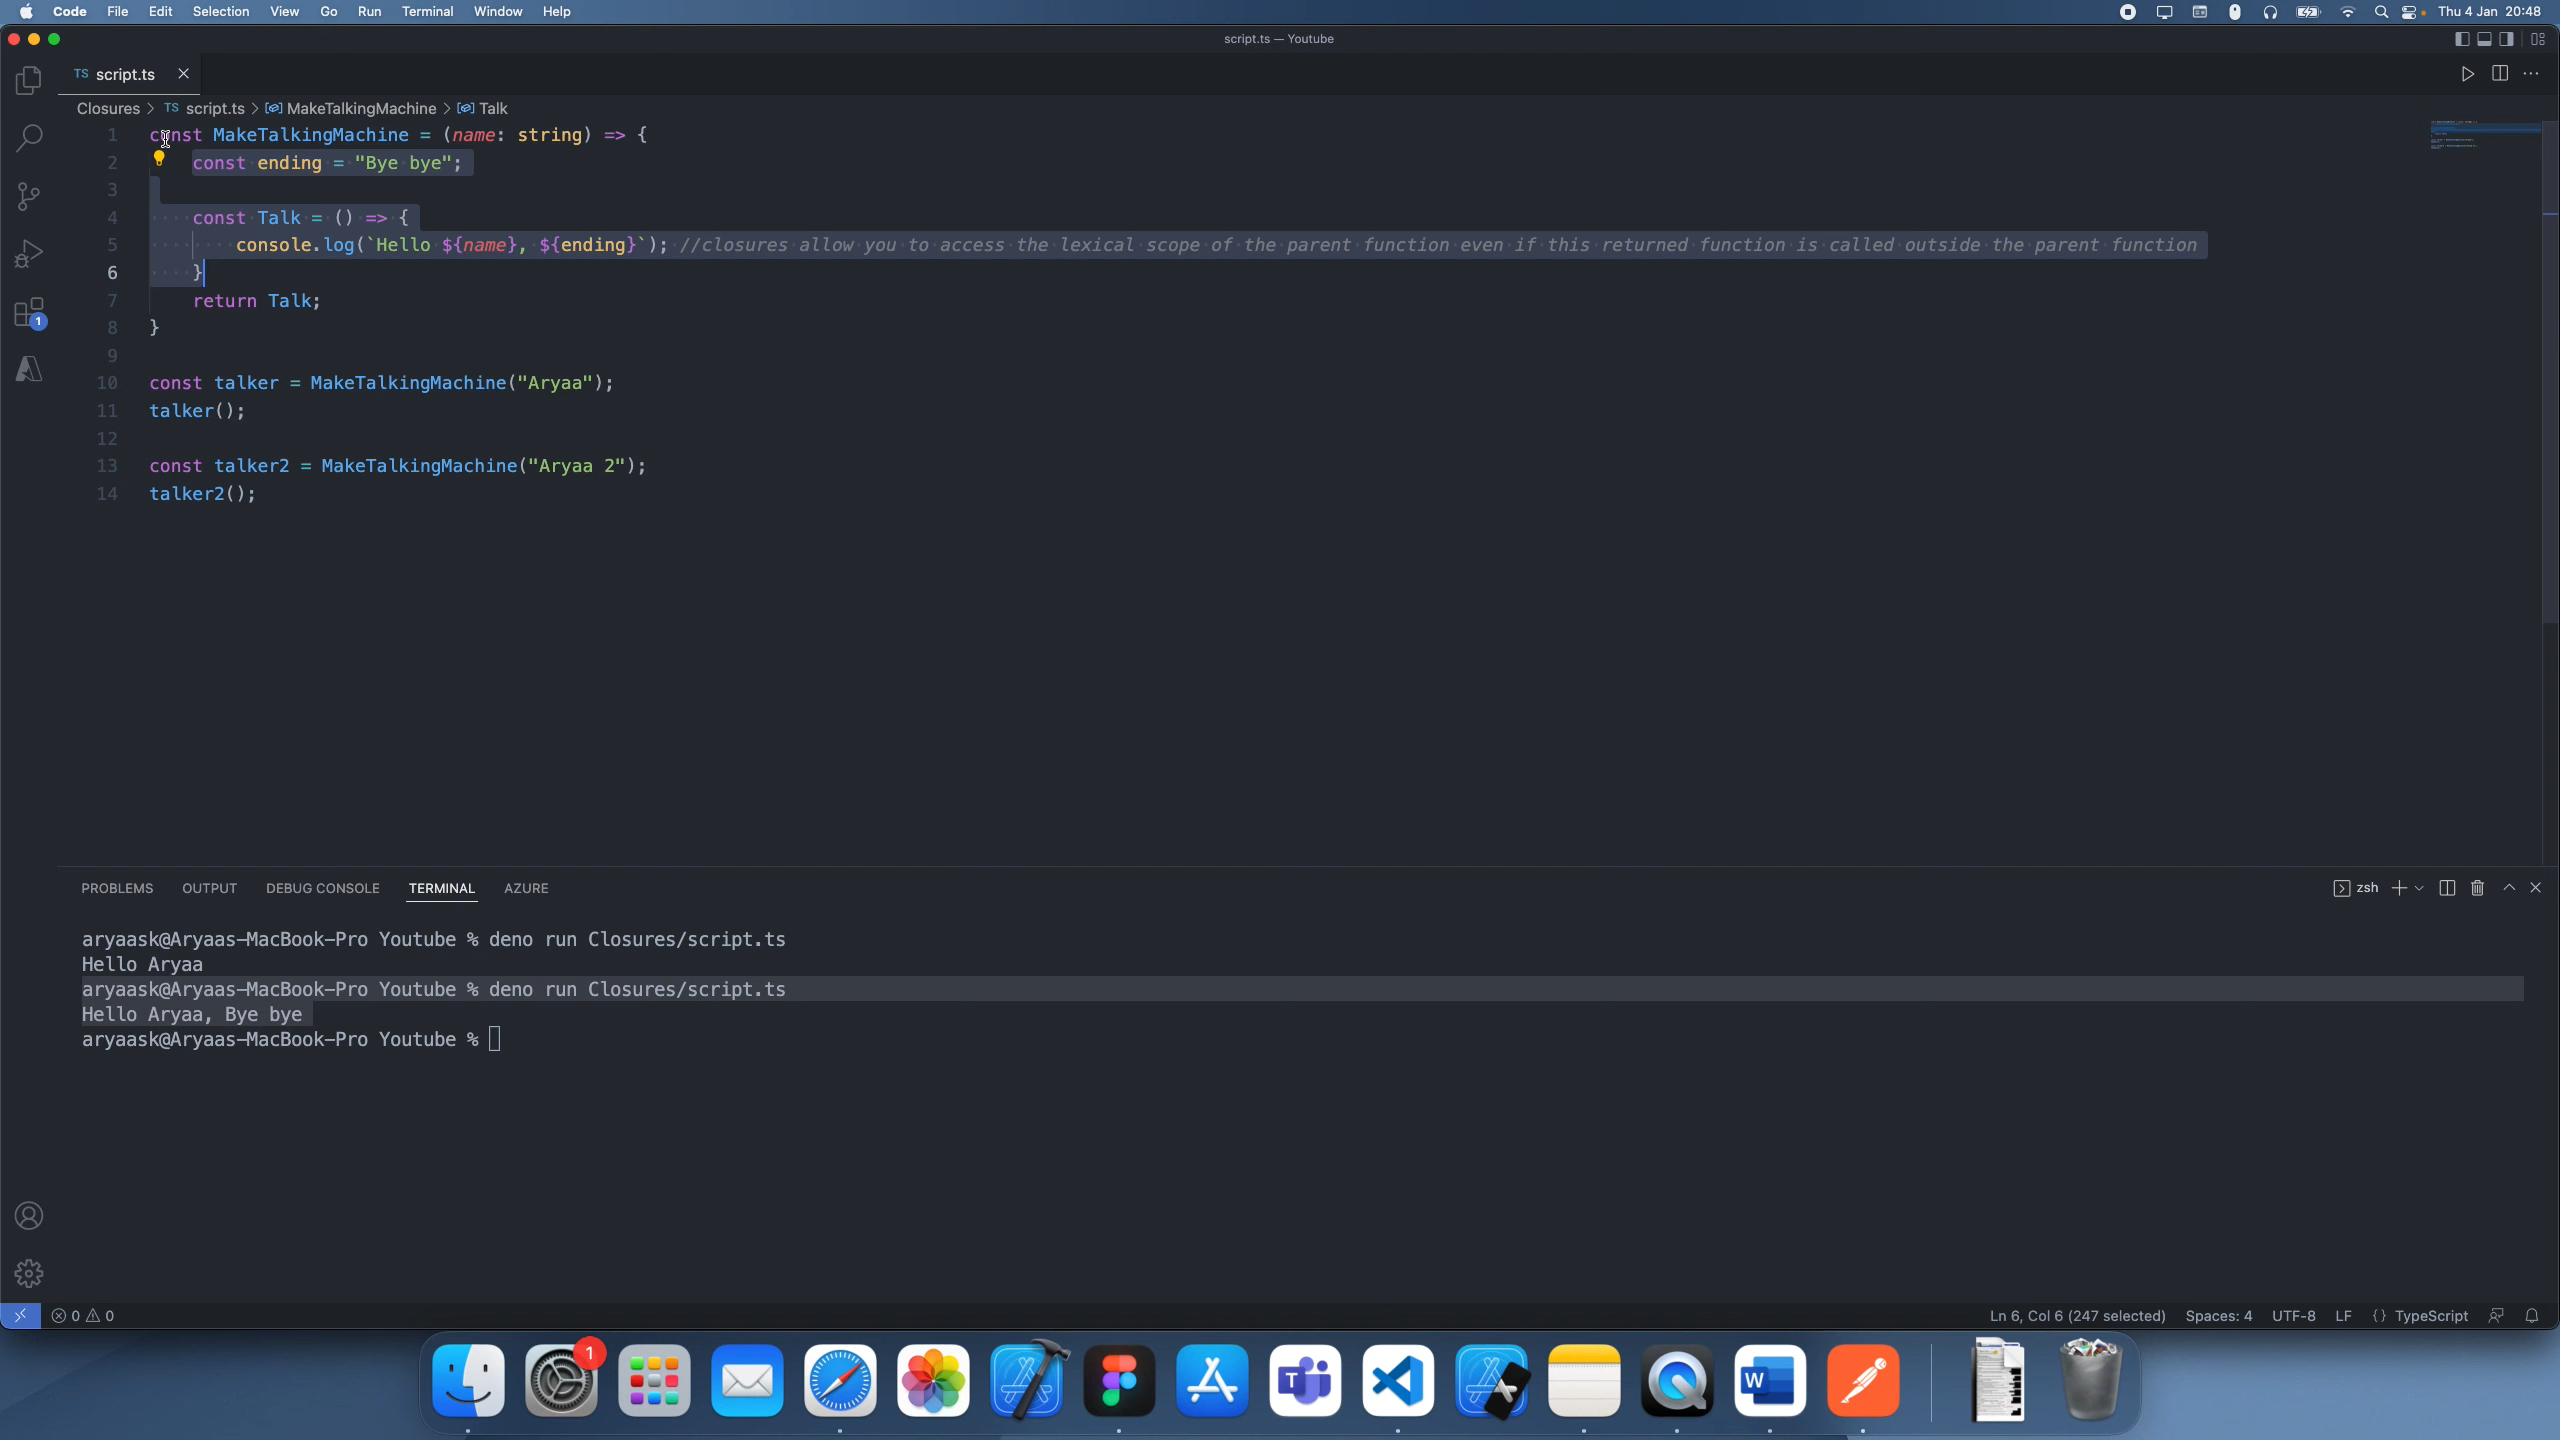 Code File Edit Selection View Go Run Terminal Window Help
Thu 4 Jan 20:48
script.ts — Youtube
TS script.ts
Closures > TS script.ts > MakeTalkingMachine > Talk
1 const MakeTalkingMachine = (name: string) => {
2 const ending = "Bye bye";
3
4 const Talk = () => {
5 console.log(`Hello ${name}, ${ending}`); //closures allow you to access the lexical scope of the parent function even if this returned function is called outside the parent function
6 }
7 return Talk;
8 }
9
10 const talker = MakeTalkingMachine("Aryaa");
11 talker();
12
13 const talker2 = MakeTalkingMachine("Aryaa 2");
14 talker2();
1
PROBLEMS OUTPUT DEBUG CONSOLE TERMINAL AZURE
zsh
aryaask@Aryaas-MacBook-Pro Youtube % deno run Closures/script.ts
Hello Aryaa
aryaask@Aryaas-MacBook-Pro Youtube % deno run Closures/script.ts
Hello Aryaa, Bye bye
aryaask@Aryaas-MacBook-Pro Youtube %
0 0
Ln 6, Col 6 (247 selected) Spaces: 4 UTF-8 LF {} TypeScript
1
T
W